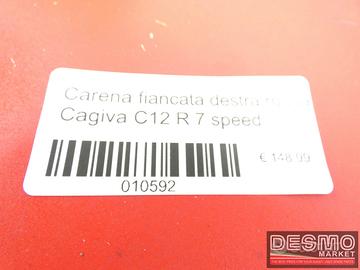 Carena fiancata destra
Cagiva C12 R 7 speed
€ 148.99
010592
DESMO
MARKET